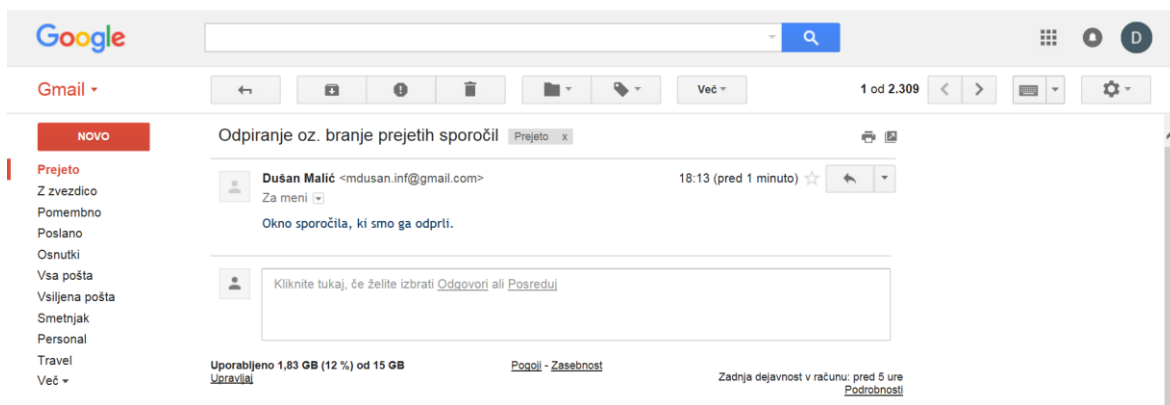 Google
D
Gmail
Več
1 od 2.309
NOVO
Odpiranje oz. branje prejetih sporočil Prejeto x
Prejeto
Z zvezdico
Pomembno
Poslano
Osnutki
Vsa pošta
Vsiljena pošta
Smetnjak
Personal
Travel
Več
Dušan Malić <mdusan.inf@gmail.com>
18:13 (pred 1 minuto)
Za meni
Okno sporočila, ki smo ga odprli.
Kliknite tukaj, če želite izbrati Odgovori ali Posreduj
Uporabljeno 1,83 GB (12 %) od 15 GB
Upravljaj
Pogoji - Zasebnost
Zadnja dejavnost v računu: pred 5 ure
Podrobnosti